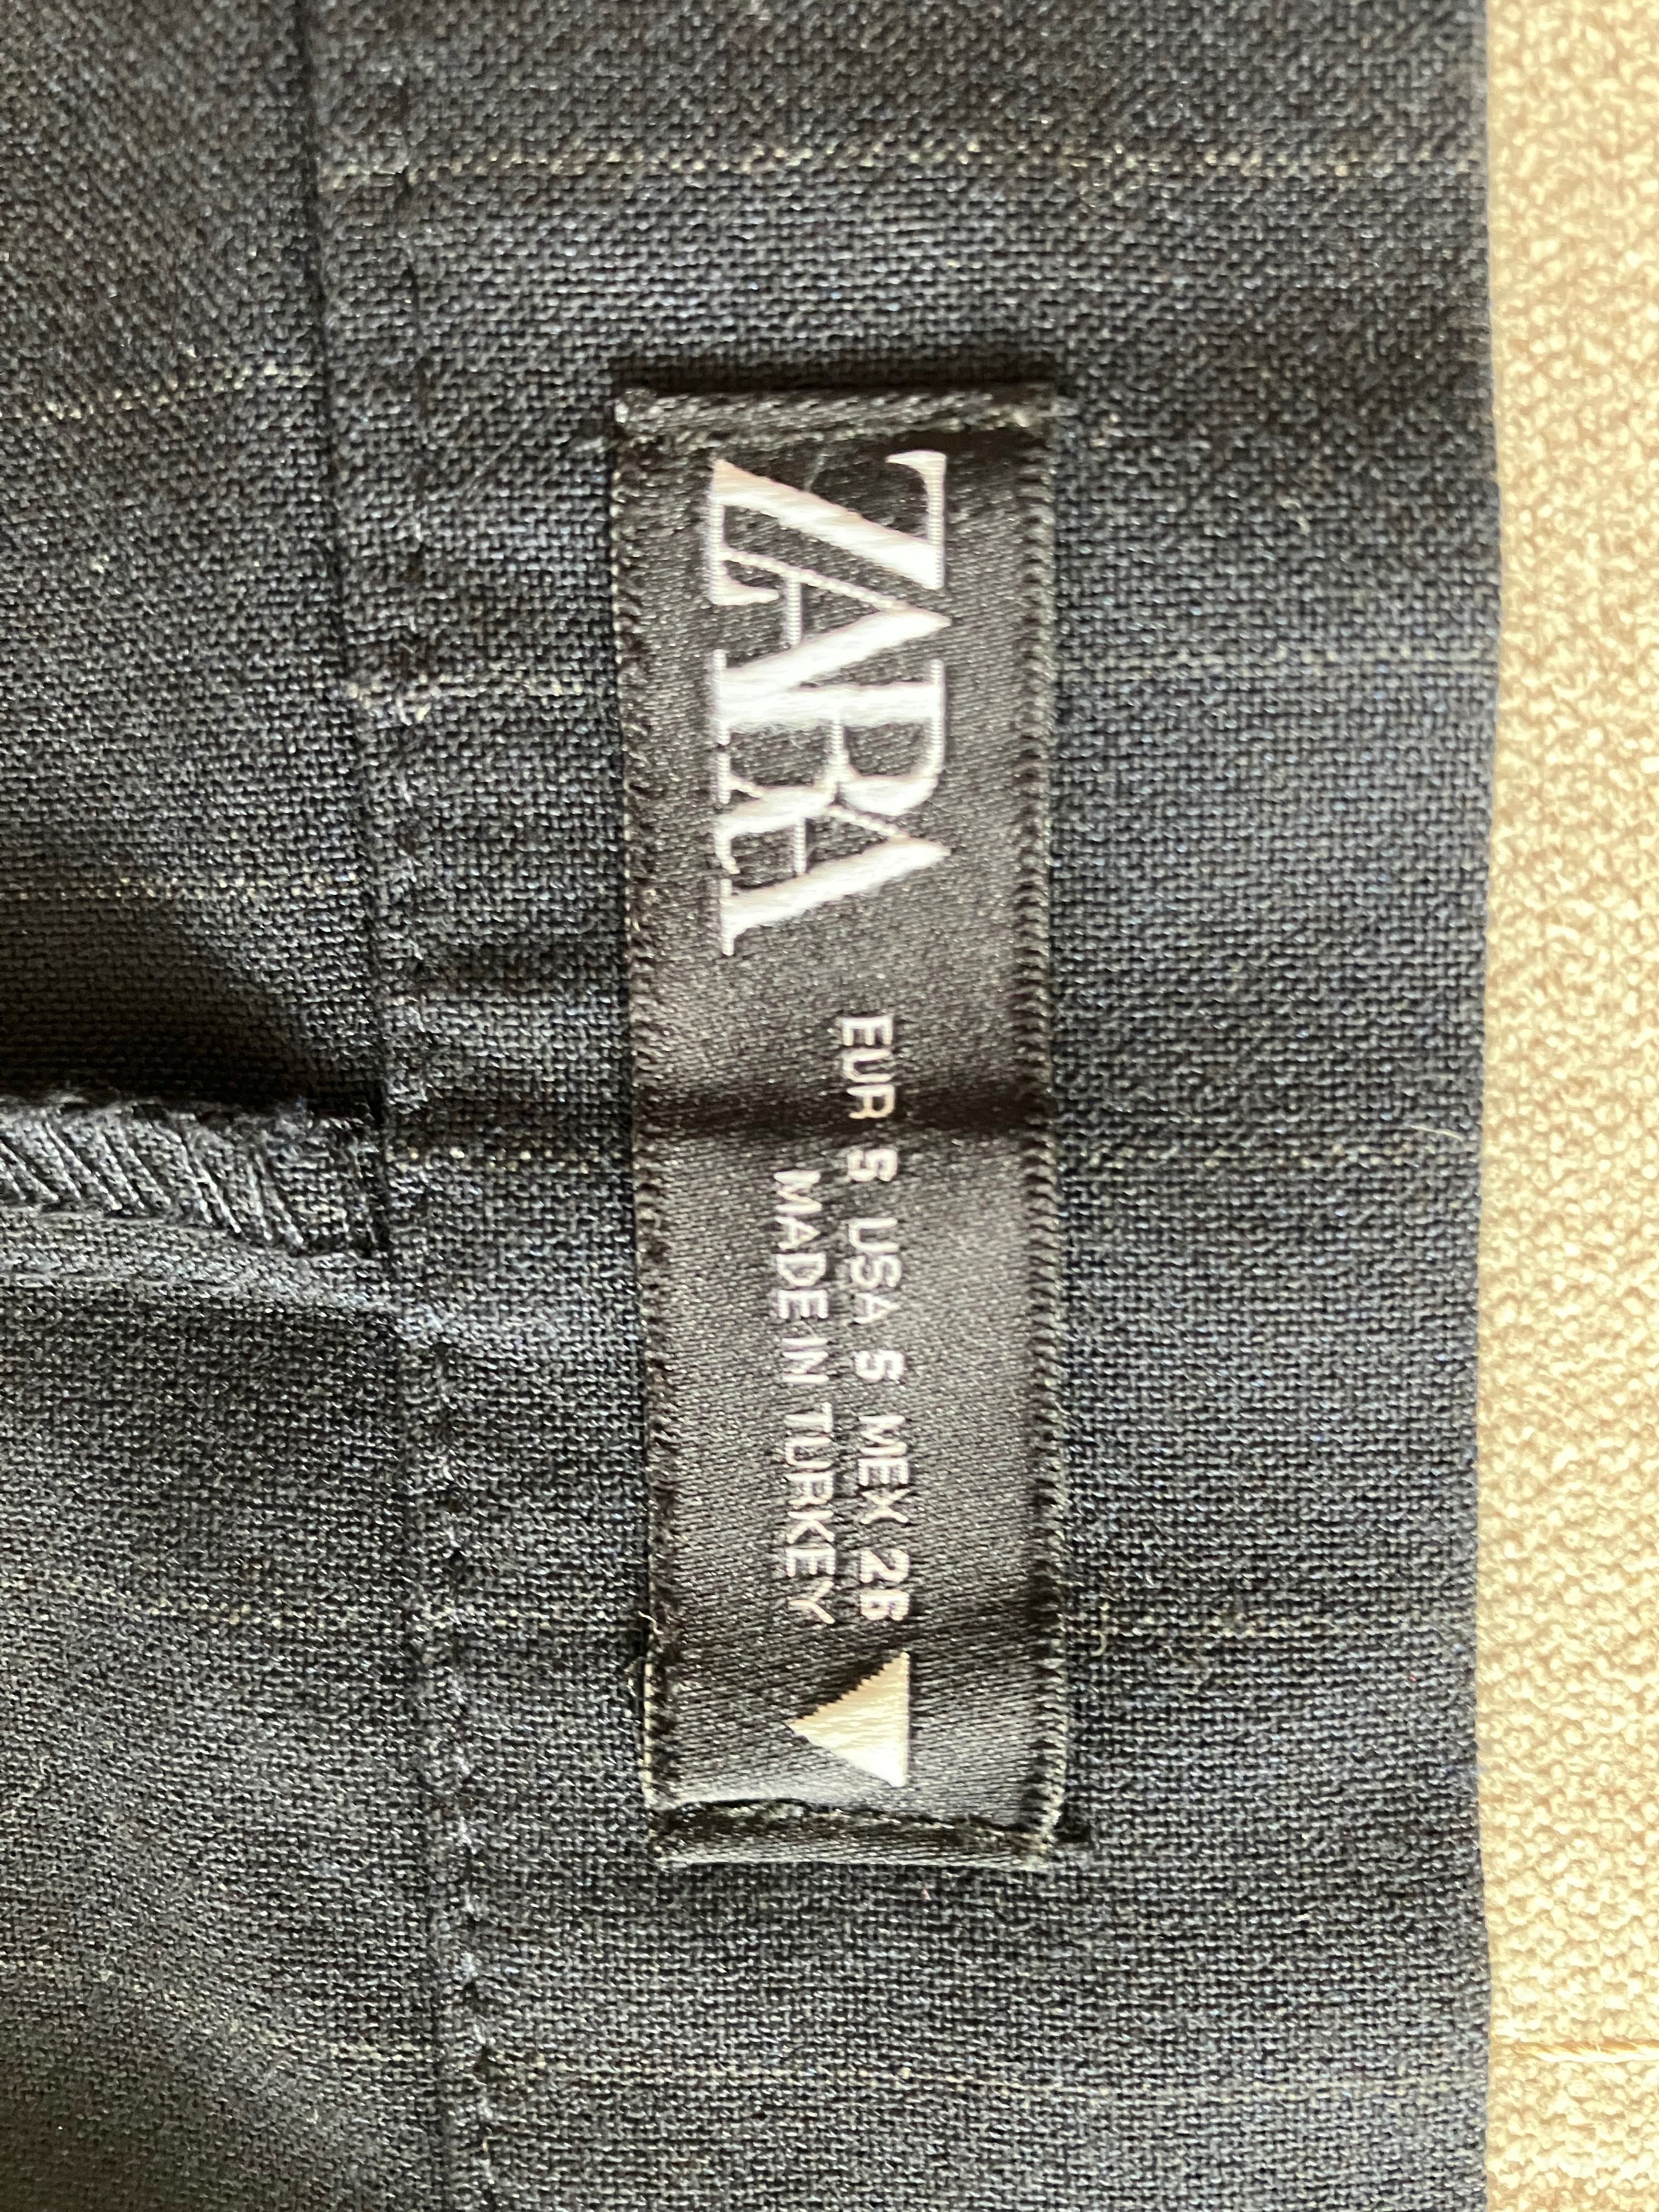 ZARA
EUR S USA S MEX 26
MADE IN TURKEY